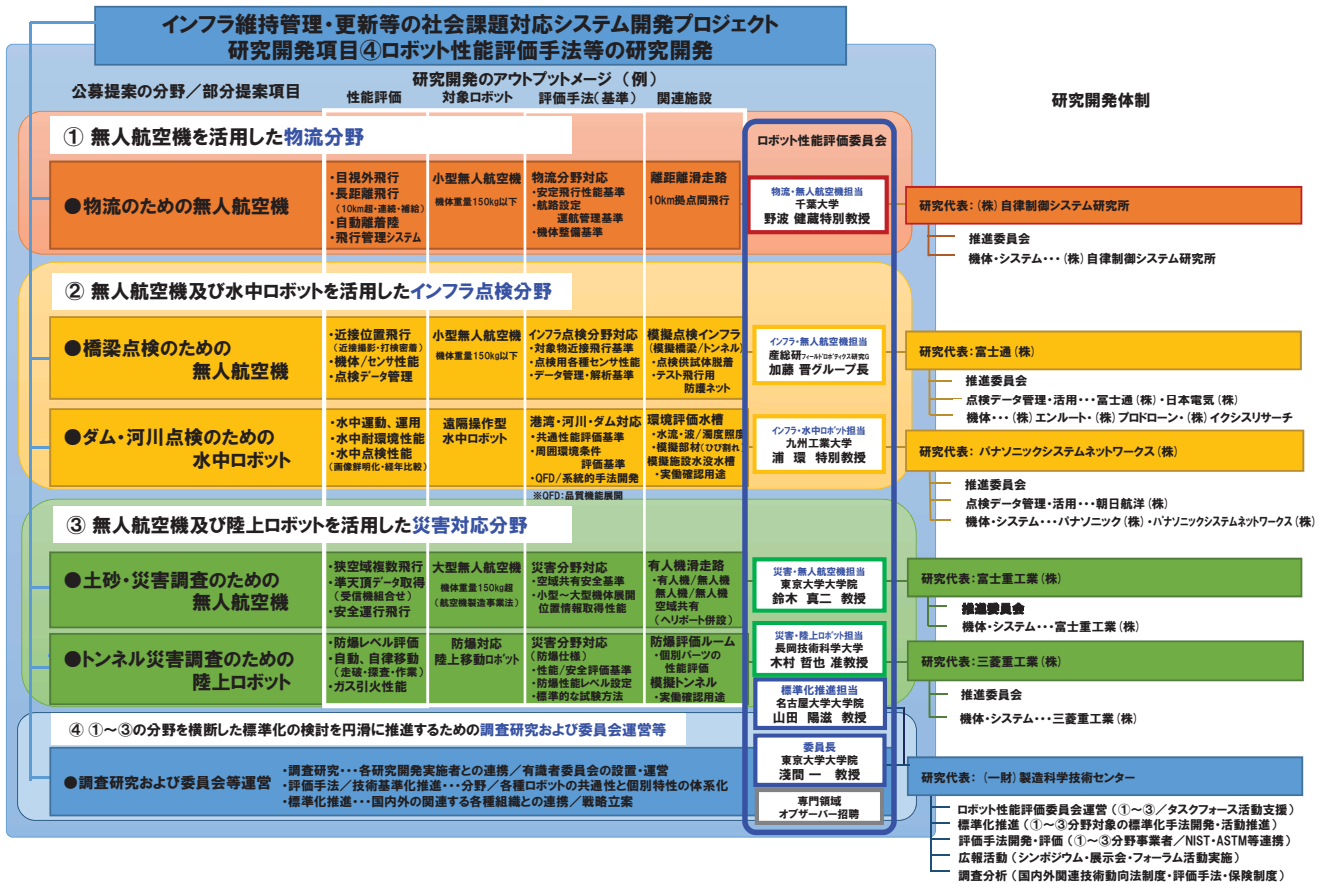 インフラ維持管理・更新等の社会課題対応システム開発プロジェクト
研究開発項目④ロボット性能評価手法等の研究開発
公募提案の分野／部分提案項目
研究開発のアウトプットメージ（例）
性能評価
対象ロボット
評価手法（基準）
関連施設
研究開発体制
① 無人航空機を活用した物流分野
●物流のための無人航空機
・目視外飛行
・長距離飛行
（10km超・連続・補給）
・自動離着陸
・飛行管理システム
小型無人航空機
機体重量150kg以下
物流分野対応
・安定飛行性能基準
・航路設定
運航管理基準
・機体整備基準
離距離滑走路
10km拠点間飛行
ロボット性能評価委員会
物流・無人航空機担当
千葉大学
野波 健蔵特別教授
研究代表：（株）自律制御システム研究所
推進委員会
機体・システム・・・（株）自律制御システム研究所
② 無人航空機及び水中ロボットを活用したインフラ点検分野
●橋梁点検のための
無人航空機
・近接位置飛行
（近接撮影・打検密着）
・機体／センサ性能
・点検データ管理
小型無人航空機
機体重量150kg以下
インフラ点検分野対応
・対象物近接飛行基準
・点検用各種センサ性能
・データ管理・解析基準
模擬点検インフラ
（模擬橋梁／トンネル）
・点検供試体脱着
・テスト飛行用
防護ネット
インフラ・無人航空機担当
産総研フィールドロボティクス研究G
加藤 晋グループ長
研究代表：富士通（株）
推進委員会
点検データ管理・活用・・・富士通（株）・日本電気（株）
機体・・・（株）エンルート・（株）プロドローン・（株）イクシスリサーチ
●ダム・河川点検のための
水中ロボット
・水中運動、運用
・水中耐環境性能
・水中点検性能
（画像鮮明化・経年比較）
遠隔操作型
水中ロボット
港湾・河川・ダム対応
・共通性能評価基準
・周囲環境条件
評価基準
・QFD／系統的手法開発
※QFD：品質機能展開
環境評価水槽
・水流・波／濁度照度
・模擬部材（ひび割れ）
模擬施設水没水槽
・実働確認用途
インフラ・水中ロボット担当
九州工業大学
浦 環 特別教授
研究代表：パナソニックシステムネットワークス（株）
推進委員会
点検データ管理・活用・・・朝日航洋（株）
機体・システム・・・パナソニック（株）・パナソニックシステムネットワークス（株）
③ 無人航空機及び陸上ロボットを活用した災害対応分野
●土砂・災害調査のための
無人航空機
・狭空域複数飛行
・準天頂データ取得
（受信機組合せ）
・安全運行飛行
大型無人航空機
機体重量150kg超
（航空機製造事業法）
災害分野対応
・空域共有安全基準
・小型～大型機体展開
位置情報取得性能
有人機滑走路
・有人機／無人機
無人機／無人機
空域共有
（ヘリポート併設）
災害・無人航空機担当
東京大学大学院
鈴木 真二 教授
研究代表：富士重工業（株）
推進委員会
機体・システム・・・富士重工業（株）
●トンネル災害調査のための
陸上ロボット
・防爆レベル評価
・自動、自律移動
（走破・探査・作業）
・ガス引火性能
防爆対応
陸上移動ロボット
災害分野対応
（防爆仕様）
・性能／安全評価基準
・防爆性能レベル設定
・標準的な試験方法
防爆評価ルーム
・個別パーツの
性能評価
模擬トンネル
・実働確認用途
災害・陸上ロボット担当
長岡技術科学大学
木村 哲也 准教授
研究代表：三菱重工業（株）
推進委員会
機体・システム・・・三菱重工業（株）
標準化推進担当
名古屋大学大学院
山田 陽滋 教授
④ ①～③の分野を横断した標準化の検討を円滑に推進するための調査研究および委員会運営等
●調査研究および委員会等運営
・調査研究・・・各研究開発実施者との連携／有識者委員会の設置・運営
・評価手法／技術基準化推進・・・分野／各種ロボットの共通性と個別特性の体系化
・標準化推進・・・国内外の関連する各種組織との連携／戦略立案
委員長
東京大学大学院
淺間 一 教授
専門領域
オブザーバー招聘
研究代表：（一財）製造科学技術センター
ロボット性能評価委員会運営（①～③／タスクフォース活動支援）
標準化推進（①～③分野対象の標準化手法開発・活動推進）
評価手法開発・評価（①～③分野事業者／NIST・ASTM等連携）
広報活動（シンポジウム・展示会・フォーラム活動実施）
調査分析（国内外関連技術動向法制度・評価手法・保険制度）